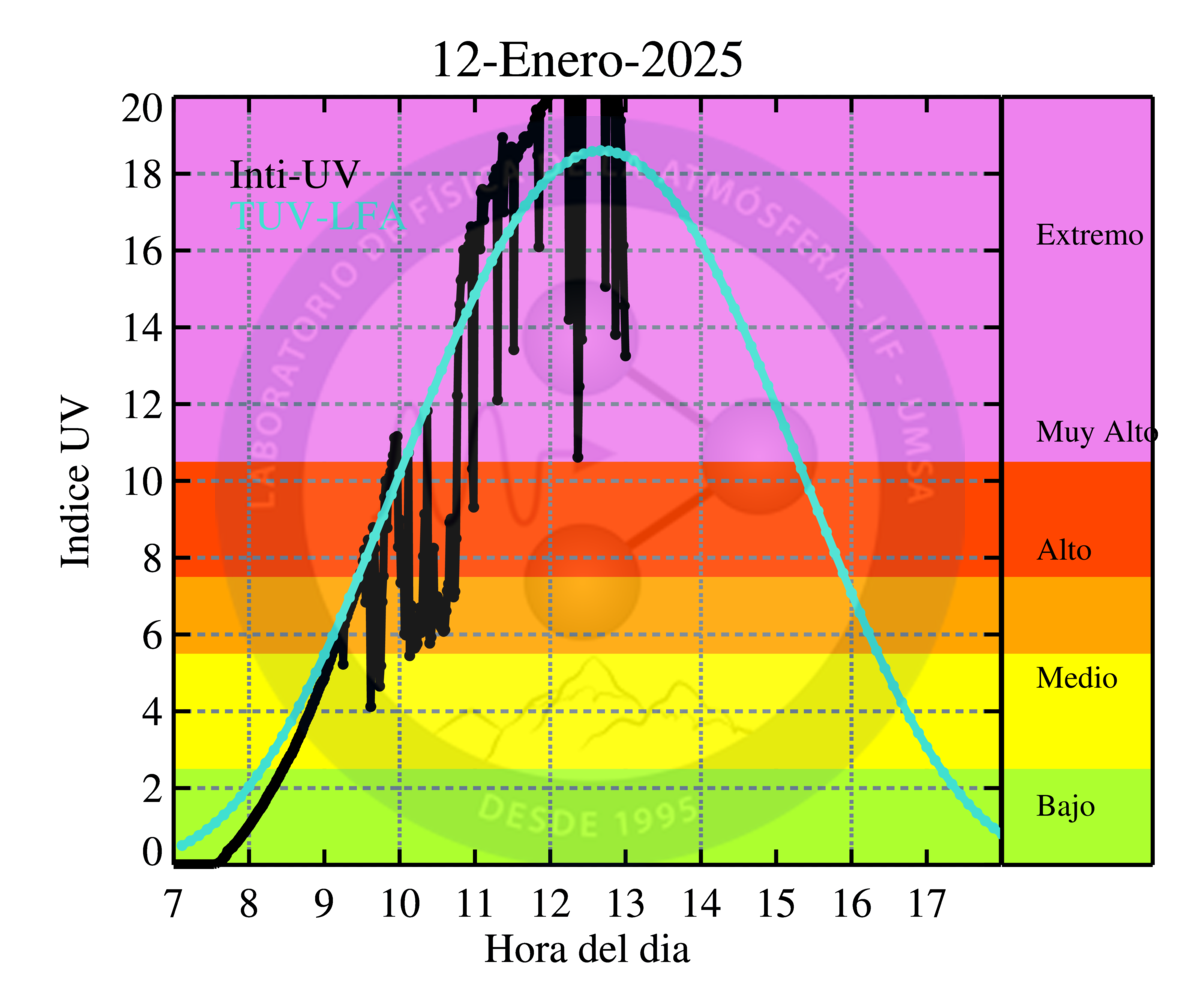 12-Enero-2025
Inti-UV
TUV-LFA
Indice UV
20
18
16
14
12
10
8
6
4
2
0
7 8 9 10 11 12 13 14 15 16 17
Hora del dia
Extremo
Muy Alto
Alto
Medio
Bajo
LABORATORIO DE FÍSICA DE LA ATMÓSFERA - IIF - UMSA
DESDE 1995